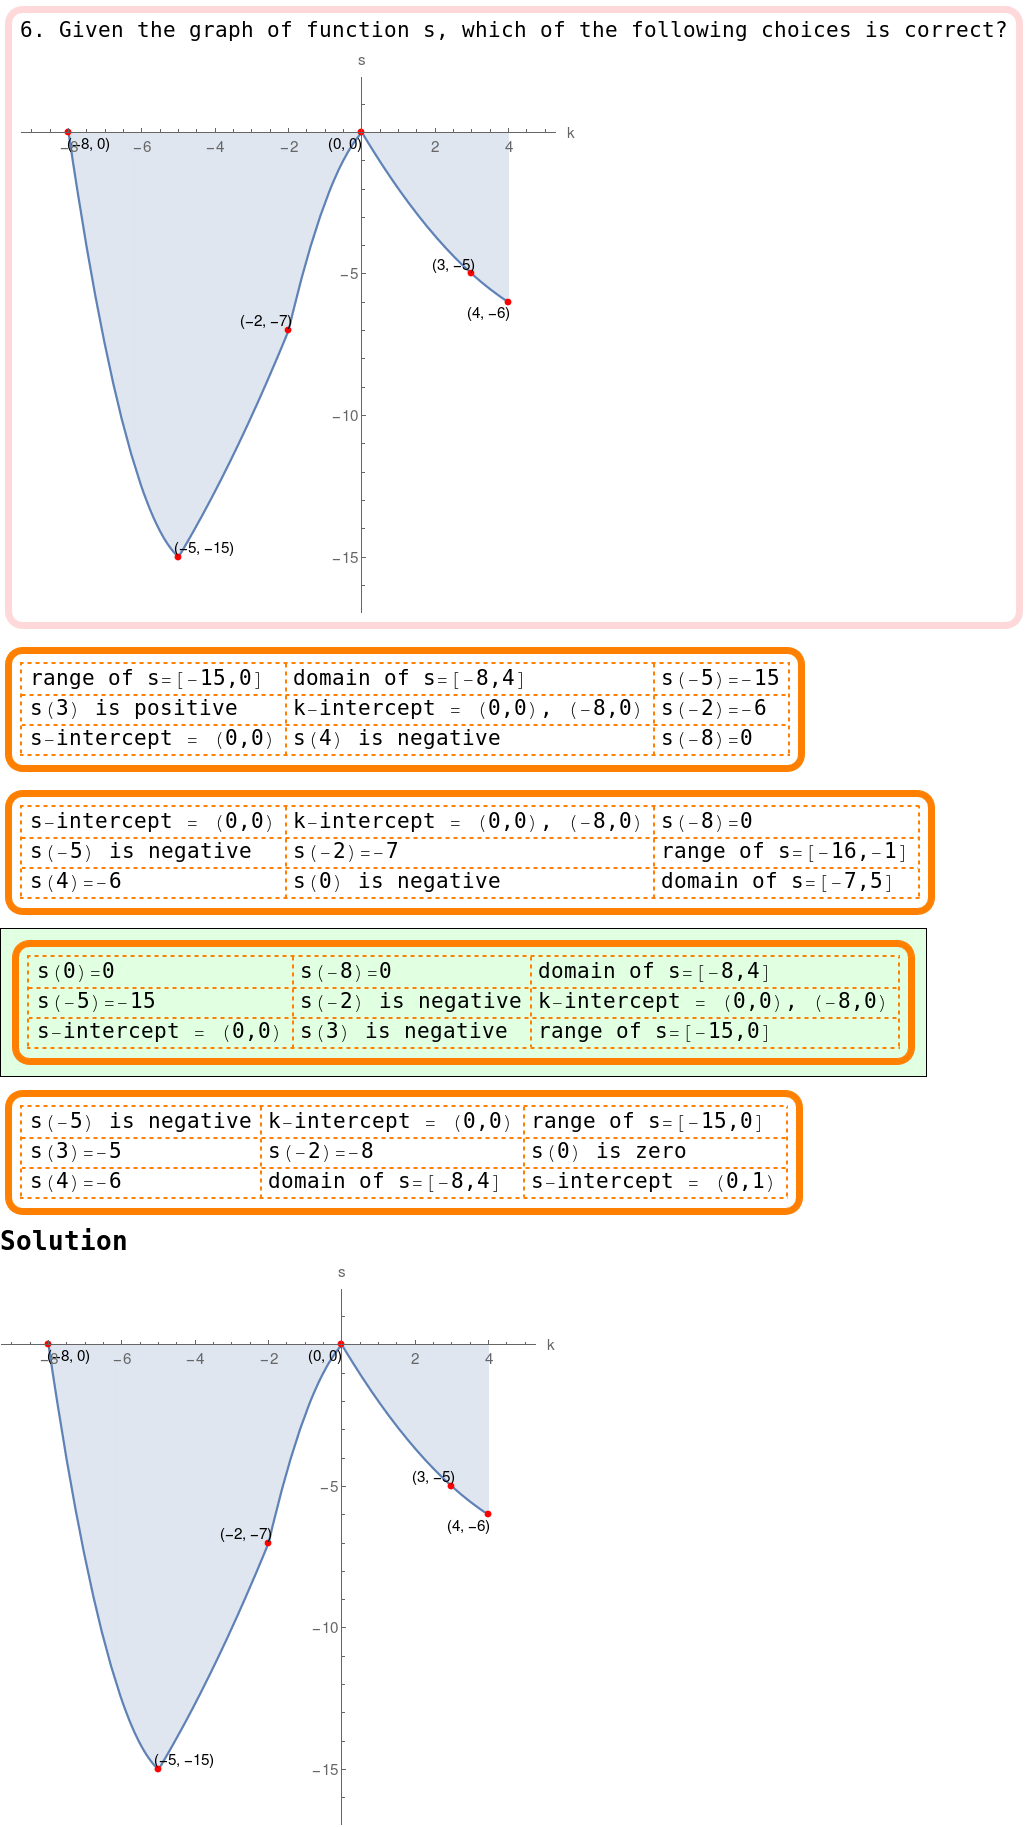 6. Given the graph of function s, which of the following choices is correct?
s
k
(−8, 0) −8 −6 −4 −2 (0, 0) 2 4
(3, −5) −5
(4, −6)
(−2, −7)
−10
(−5, −15) −15
range of s=[-15,0] domain of s=[-8,4] s(-5)=-15
s(3) is positive k-intercept = (0,0), (-8,0) s(-2)=-6
s-intercept = (0,0) s(4) is negative s(-8)=0
s-intercept = (0,0) k-intercept = (0,0), (-8,0) s(-8)=0
s(-5) is negative s(-2)=-7 range of s=[-16,-1]
s(4)=-6 s(0) is negative domain of s=[-7,5]
s(0)=0 s(-8)=0 domain of s=[-8,4]
s(-5)=-15 s(-2) is negative k-intercept = (0,0), (-8,0)
s-intercept = (0,0) s(3) is negative range of s=[-15,0]
s(-5) is negative k-intercept = (0,0) range of s=[-15,0]
s(3)=-5 s(-2)=-8 s(0) is zero
s(4)=-6 domain of s=[-8,4] s-intercept = (0,1)
Solution
s
k
(−8, 0) −8 −6 −4 −2 (0, 0) 2 4
(3, −5) −5
(4, −6)
(−2, −7)
−10
(−5, −15) −15